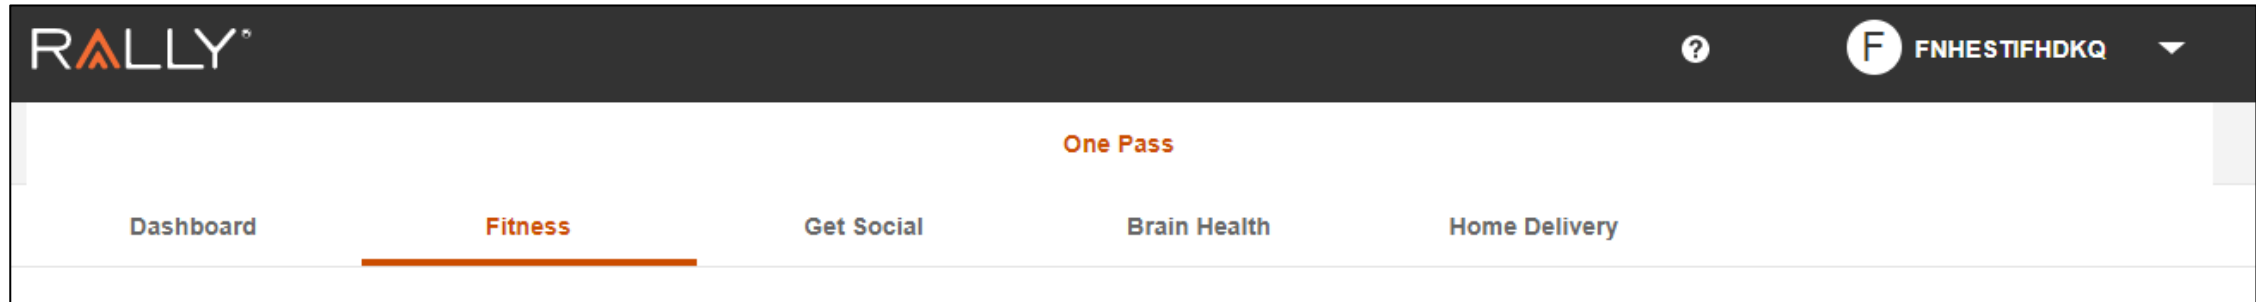 RALLY®
? F FNHESTIFHDKQ
One Pass
Dashboard Fitness Get Social Brain Health Home Delivery